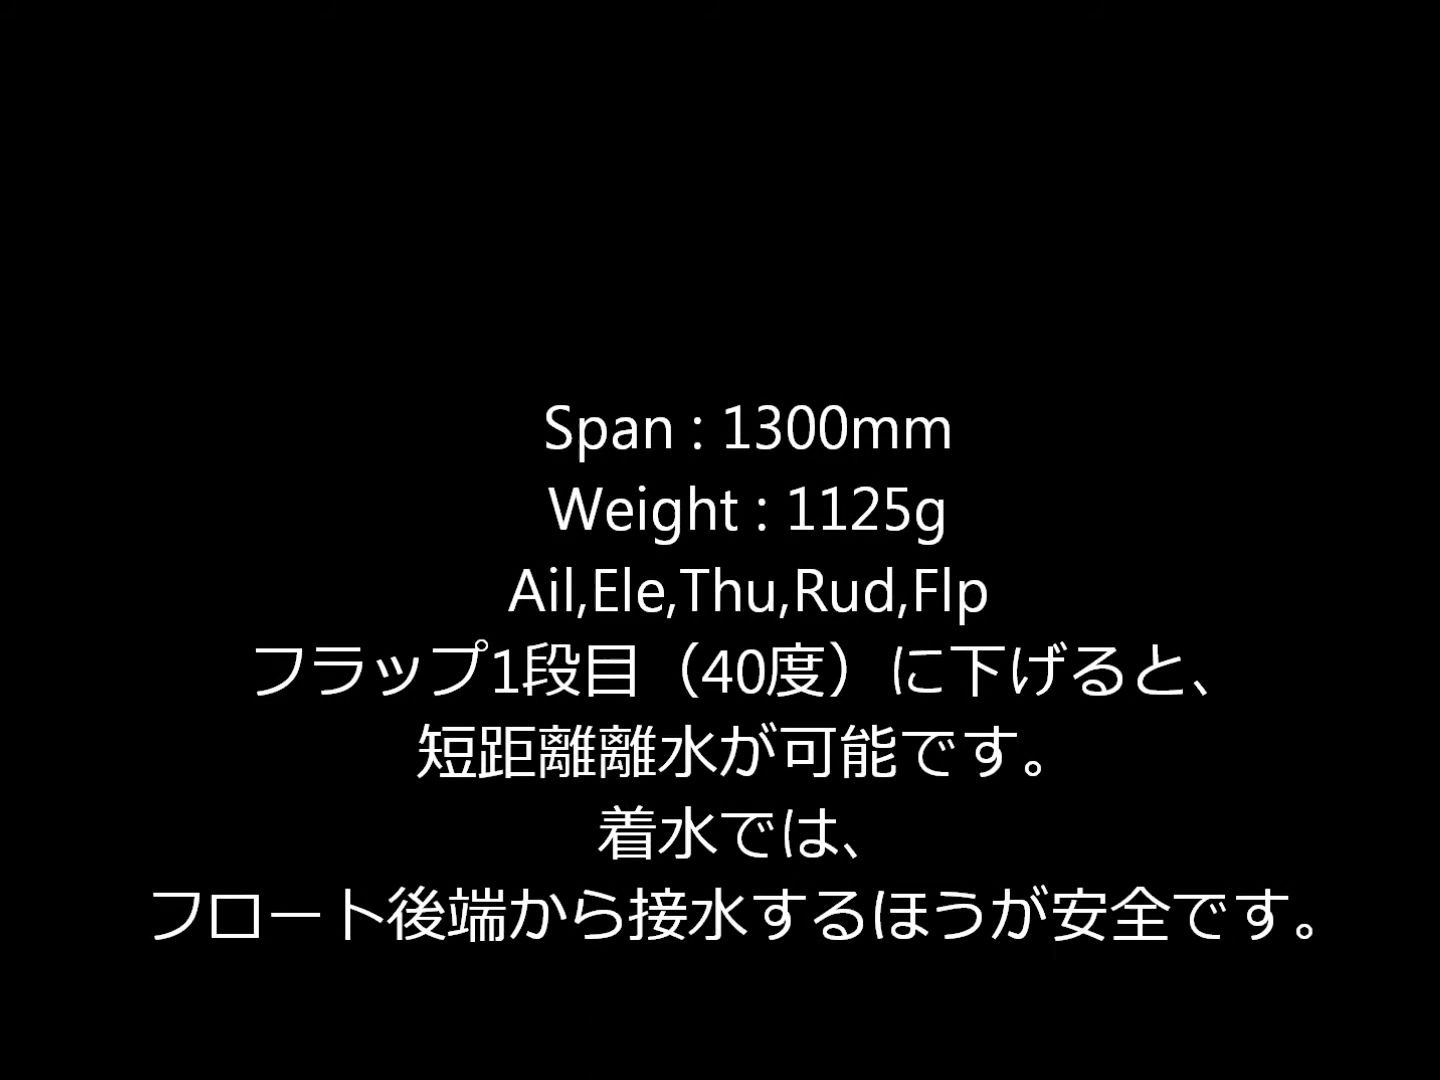 Span : 1300mm
Weight : 1125g
Ail,Ele,Thu,Rud,Flp
フラップ1段目（40度）に下げると、
短距離離水が可能です。
着水では、
フロート後端から接水するほうが安全です。